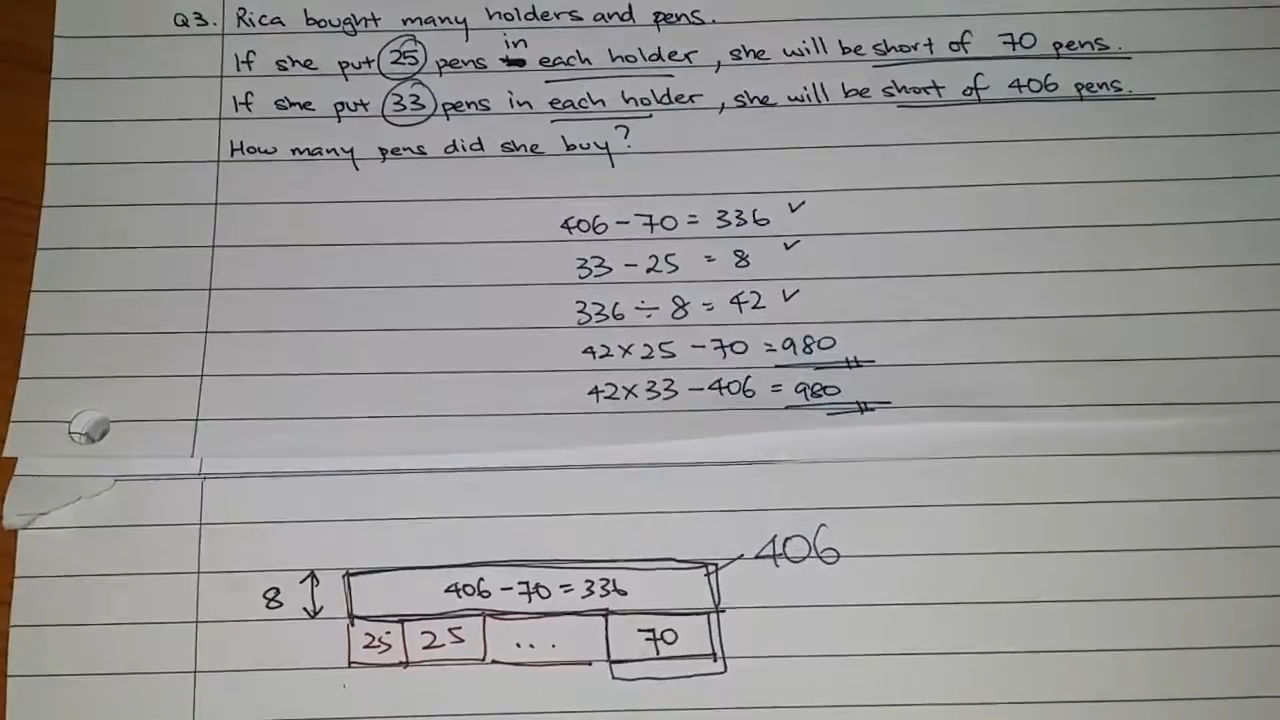 Q3. Rica bought many holders and pens.
If she put 25 pens in each holder, she will be short of 70 pens.
If she put 33 pens in each holder, she will be short of 406 pens.
How many pens did she buy?
406 - 70 = 336 ✓
33 - 25 = 8 ✓
336 ÷ 8 = 42 ✓
42 × 25 - 70 = 980
42 × 33 - 406 = 980
406
8 406 - 70 = 336
25 25 ... 70